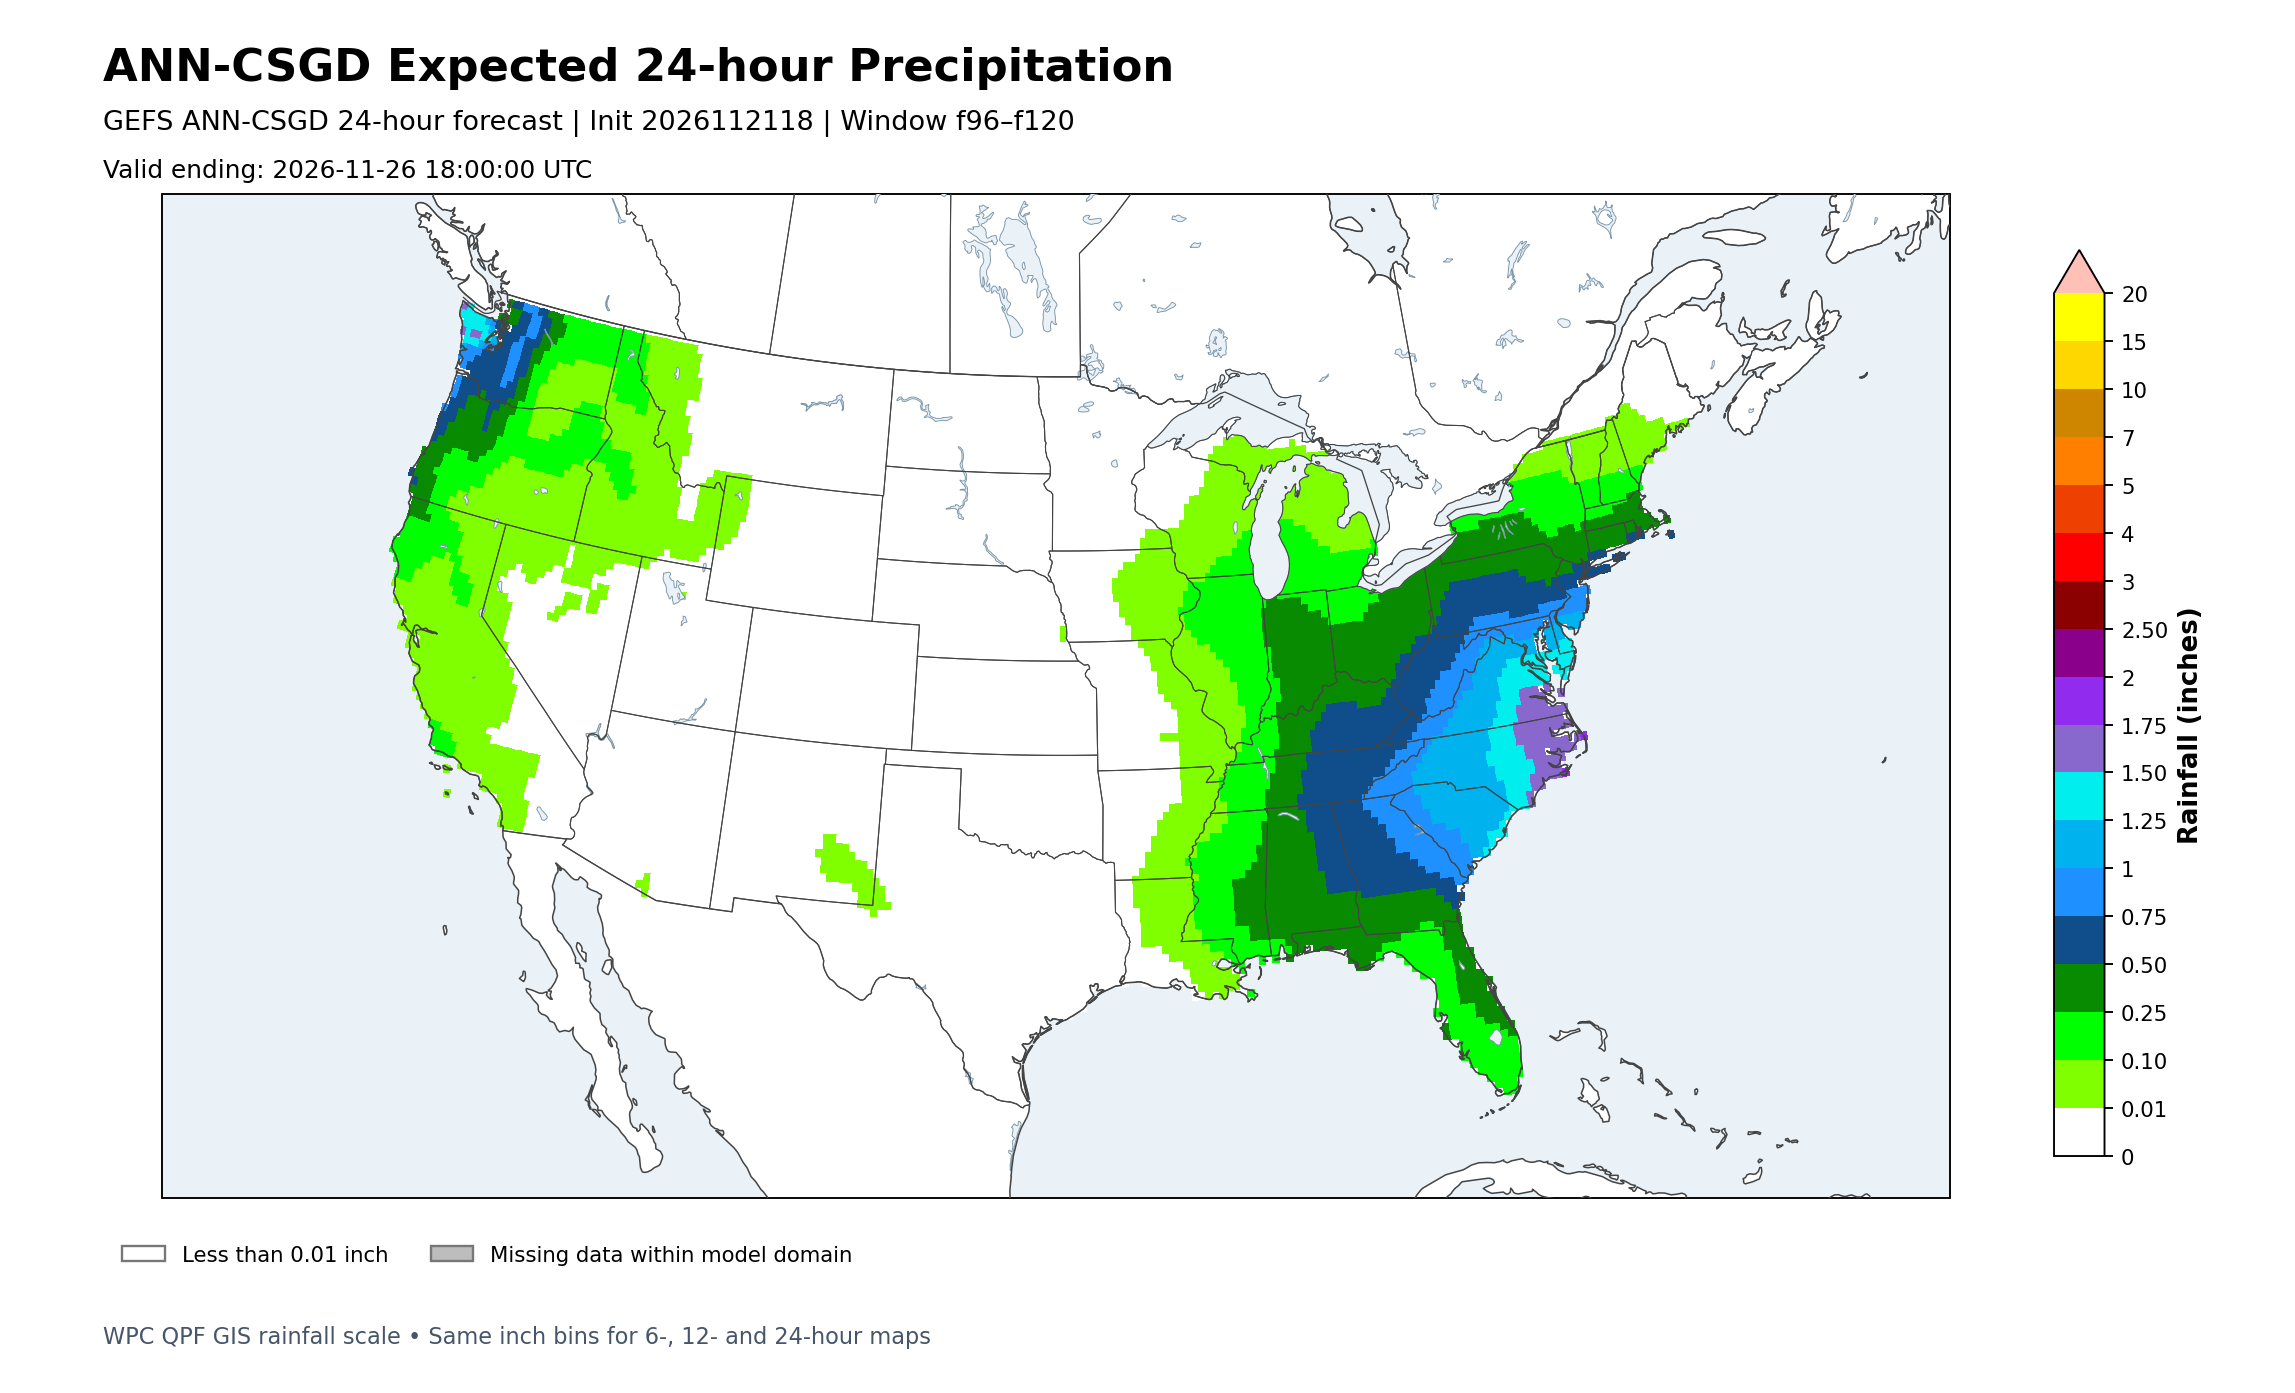 ANN-CSGD Expected 24-hour Precipitation
GEFS ANN-CSGD 24-hour forecast | Init 2026112118 | Window f96–f120
Valid ending: 2026-11-26 18:00:00 UTC
20
15
10
7
5
4
3
2.50
2
1.75
1.50
1.25
1
0.75
0.50
0.25
0.10
0.01
0
Rainfall (inches)
Less than 0.01 inch
Missing data within model domain
WPC QPF GIS rainfall scale • Same inch bins for 6-, 12- and 24-hour maps